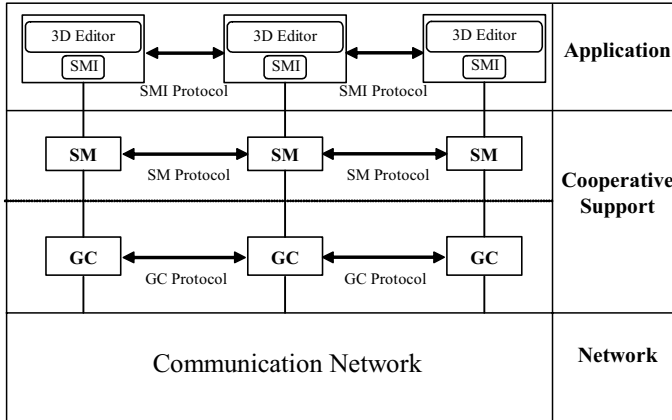 3D Editor
3D Editor
3D Editor
SMI
SMI
SMI
SMI Protocol
SMI Protocol
Application
SM
SM
SM
SM Protocol
SM Protocol
Cooperative
Support
GC
GC
GC
GC Protocol
GC Protocol
Communication Network
Network